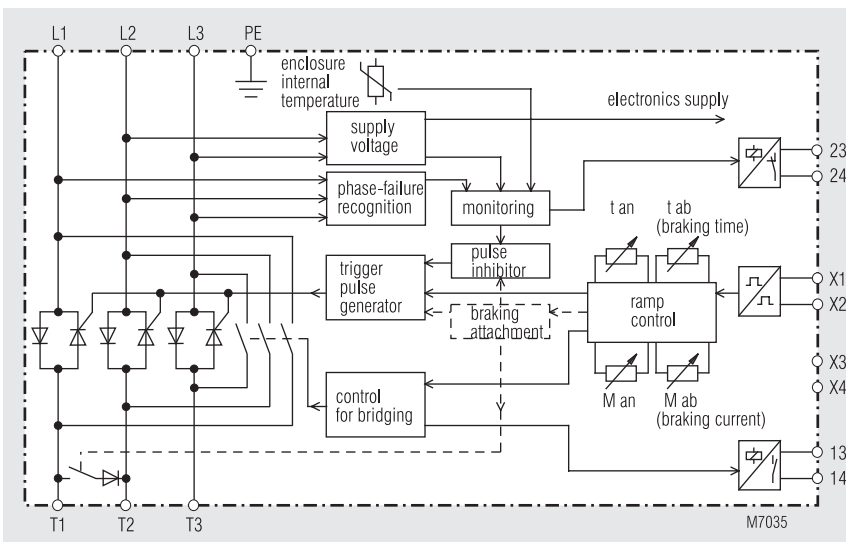 L1
L2
L3
PE
enclosure
internal
temperature
electronics supply
supply
voltage
23
24
phase-failure
recognition
monitoring
t an
t ab
(braking time)
pulse
inhibitor
trigger
pulse
generator
X1
X2
braking
attachment
ramp
control
X3
X4
M an
M ab
(braking current)
control
for bridging
13
14
T1
T2
T3
M7035